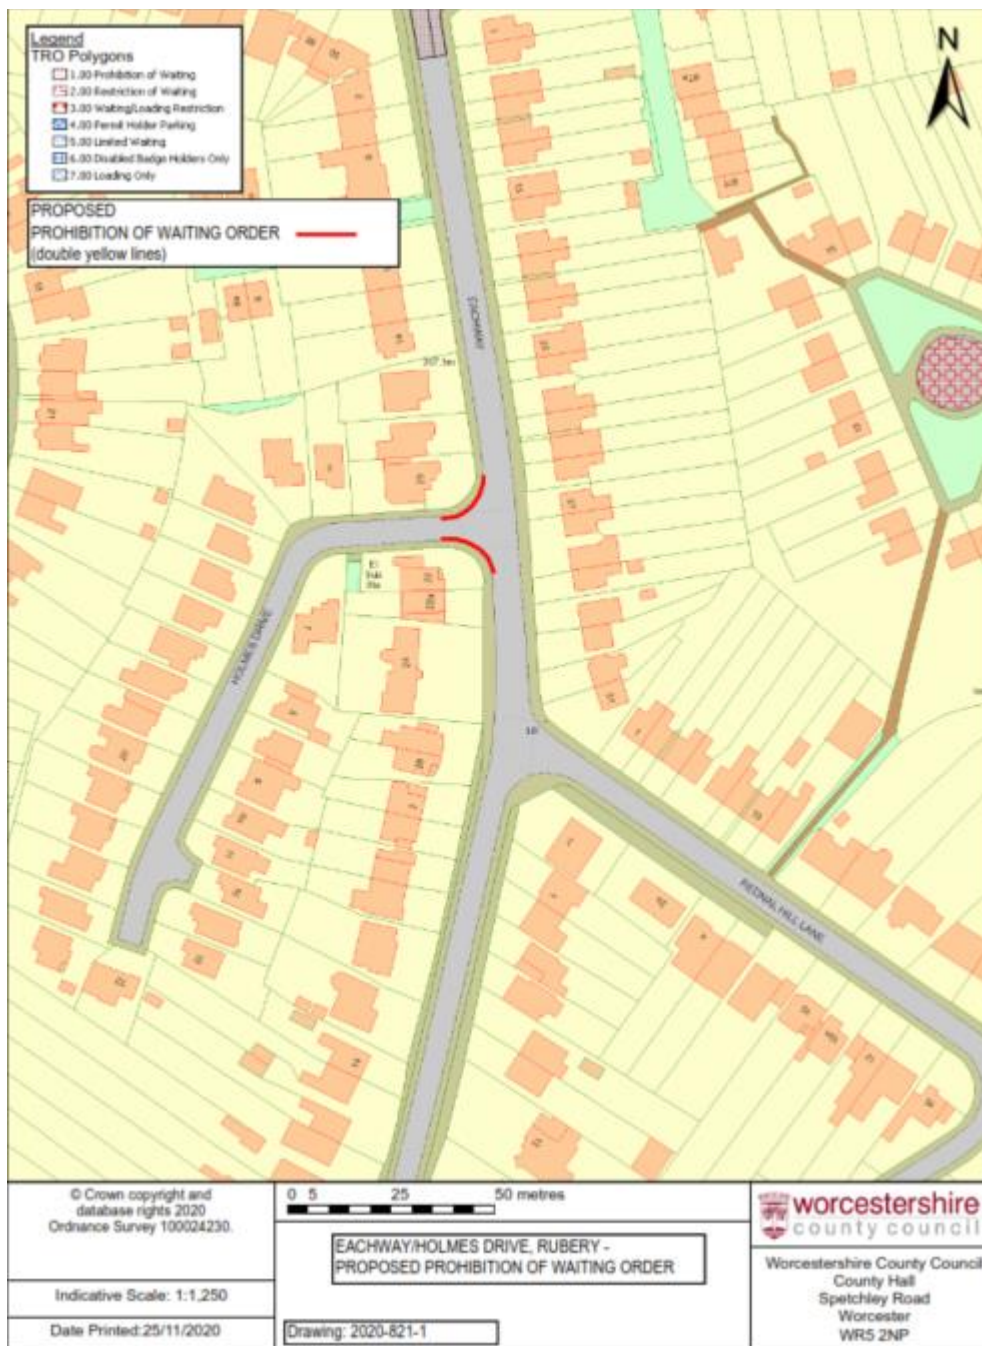 Legend
TRO Polygons
1.00 Prohibition of Waiting
2.00 Restriction of Waiting
3.00 Waiting/Loading Restriction
4.00 Permit Holder Parking
5.00 Limited Waiting
6.00 Disabled Badge Holders Only
7.00 Loading Only
PROPOSED
PROHIBITION OF WAITING ORDER
(double yellow lines)
N
EACHWAY
HOLMES DRIVE
El
Sub
Sta
REDNAL HILL LANE
© Crown copyright and
database rights 2020
Ordnance Survey 100024230.
Indicative Scale: 1:1,250
Date Printed:25/11/2020
0 5 25 50 metres
EACHWAY/HOLMES DRIVE, RUBERY -
PROPOSED PROHIBITION OF WAITING ORDER
Drawing: 2020-821-1
worcestershire
county council
Worcestershire County Council
County Hall
Spetchley Road
Worcester
WR5 2NP